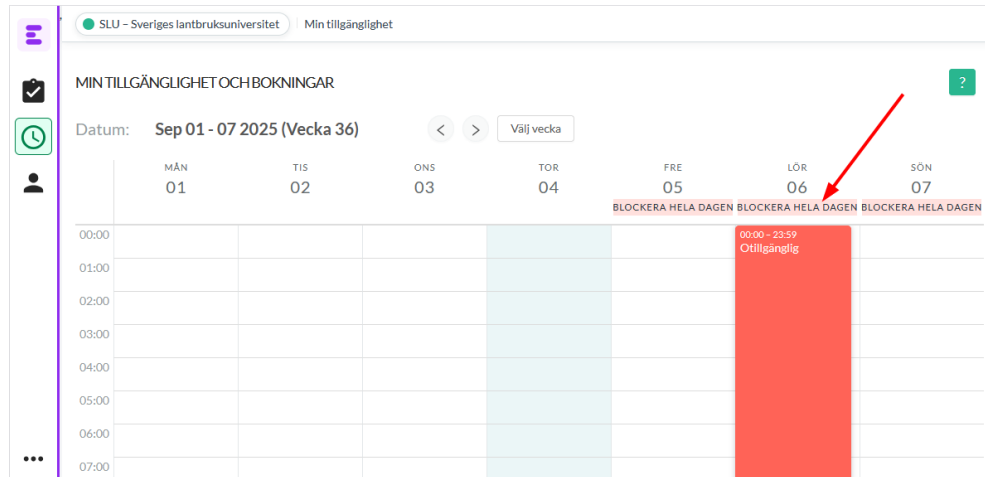 SLU – Sveriges lantbruksuniversitet Min tillgänglighet
MIN TILLGÄNGLIGHET OCH BOKNINGAR
?
Datum: Sep 01 - 07 2025 (Vecka 36) < > Välj vecka
MÅN TIS ONS TOR FRE LÖR SÖN
01 02 03 04 05 06 07
BLOCKERA HELA DAGEN BLOCKERA HELA DAGEN BLOCKERA HELA DAGEN
00:00 00:00 – 23:59
Otillgänglig
01:00
02:00
03:00
04:00
05:00
06:00
07:00